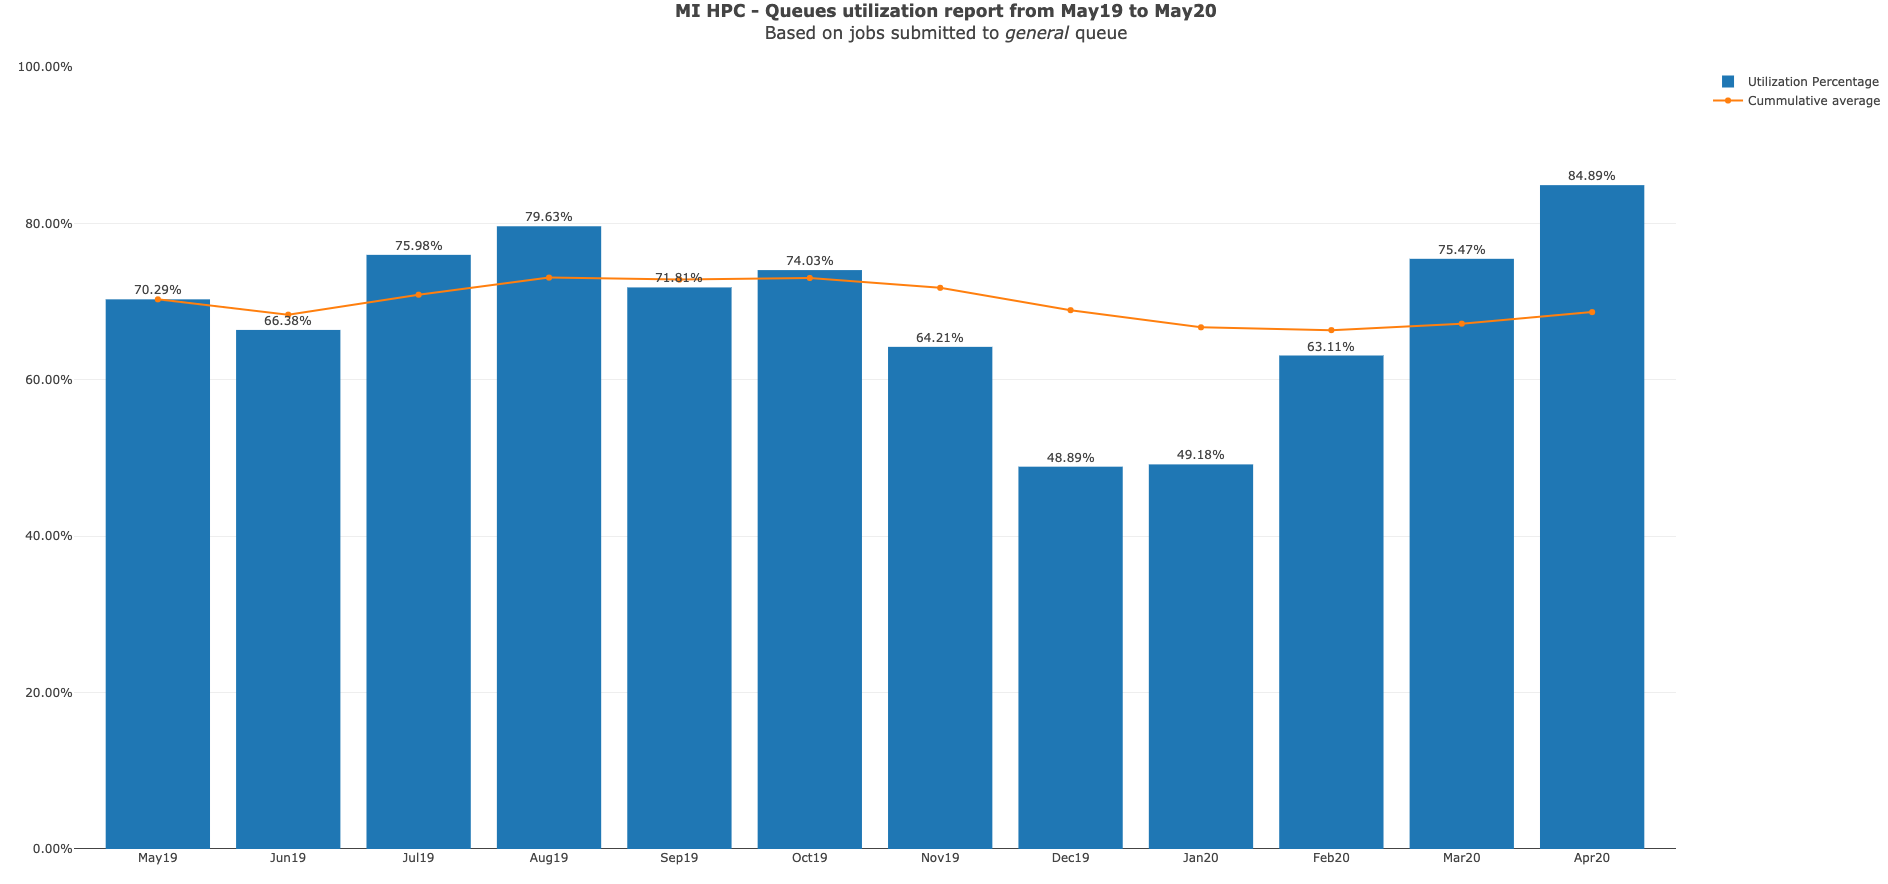 MI HPC - Queues utilization report from May19 to May20
Based on jobs submitted to general queue
100.00%
80.00%
60.00%
40.00%
20.00%
0.00%
Utilization Percentage
Cummulative average
70.29%
66.38%
75.98%
79.63%
71.81%
74.03%
64.21%
48.89%
49.18%
63.11%
75.47%
84.89%
May19
Jun19
Jul19
Aug19
Sep19
Oct19
Nov19
Dec19
Jan20
Feb20
Mar20
Apr20